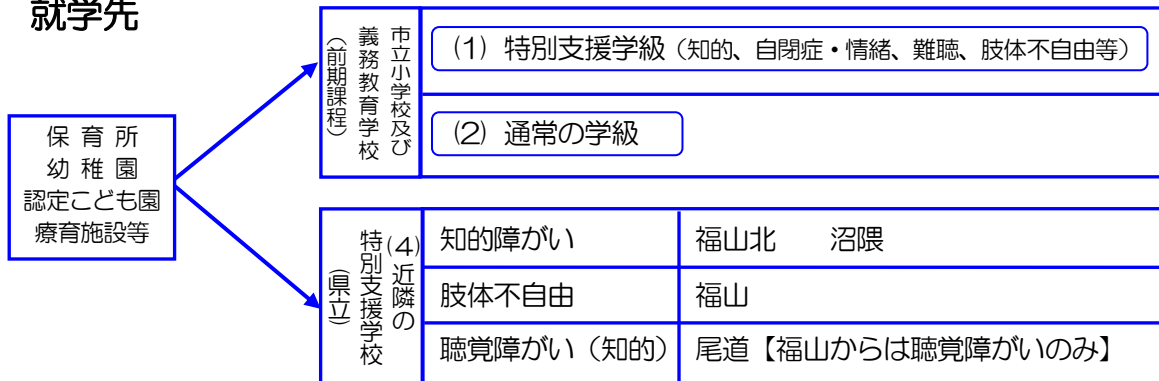 就学先
保育所
幼稚園
認定こども園
療育施設等
市立小学校及び
義務教育学校
(前期課程)
(1) 特別支援学級（知的、自閉症・情緒、難聴、肢体不自由等）
(2) 通常の学級
(4)近隣の
特別支援学校
(県立)
知的障がい 福山北 沼隈
肢体不自由 福山
聴覚障がい（知的） 尾道【福山からは聴覚障がいのみ】